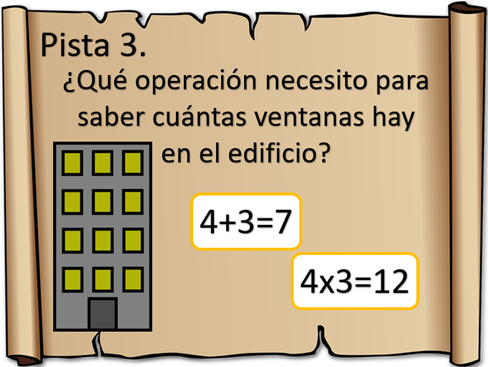 Pista 3.
¿Qué operación necesito para
saber cuántas ventanas hay
en el edificio?
4+3=7
4x3=12